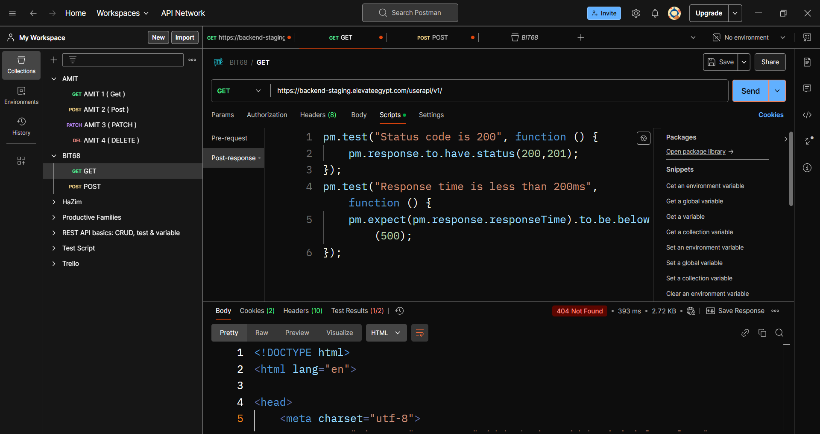 Home
Workspaces
API Network
Search Postman
Invite
Upgrade
My Workspace
New
Import
GET https://backend-staging
GET GET
POST POST
BIT68
No environment
Collections
Environments
History
AMIT
GET AMIT 1 ( Get )
POST AMIT 2 ( Post )
PATCH AMIT 3 ( PATCH )
DEL AMIT 4 ( DELETE )
BIT68
GET GET
POST POST
HaZim
Productive Families
REST API basics: CRUD, test & variable
Test Script
Trello
BIT68 / GET
Save
Share
GET
https://backend-staging.elevateegypt.com/userapi/v1/
Send
Params
Authorization
Headers (8)
Body
Scripts
Settings
Cookies
Pre-request
Post-response
1 pm.test("Status code is 200", function () {
2 pm.response.to.have.status(200,201);
3 });
4 pm.test("Response time is less than 200ms",
function () {
5 pm.expect(pm.response.responseTime).to.be.below
(500);
6 });
Packages
Open package library →
Snippets
Get an environment variable
Get a global variable
Get a variable
Get a collection variable
Set an environment variable
Set a global variable
Set a collection variable
Clear an environment variable
Body
Cookies (2)
Headers (10)
Test Results (1/2)
404 Not Found
393 ms
2.72 KB
Save Response
Pretty
Raw
Preview
Visualize
HTML
1 <!DOCTYPE html>
2 <html lang="en">
3
4 <head>
5 <meta charset="utf-8">